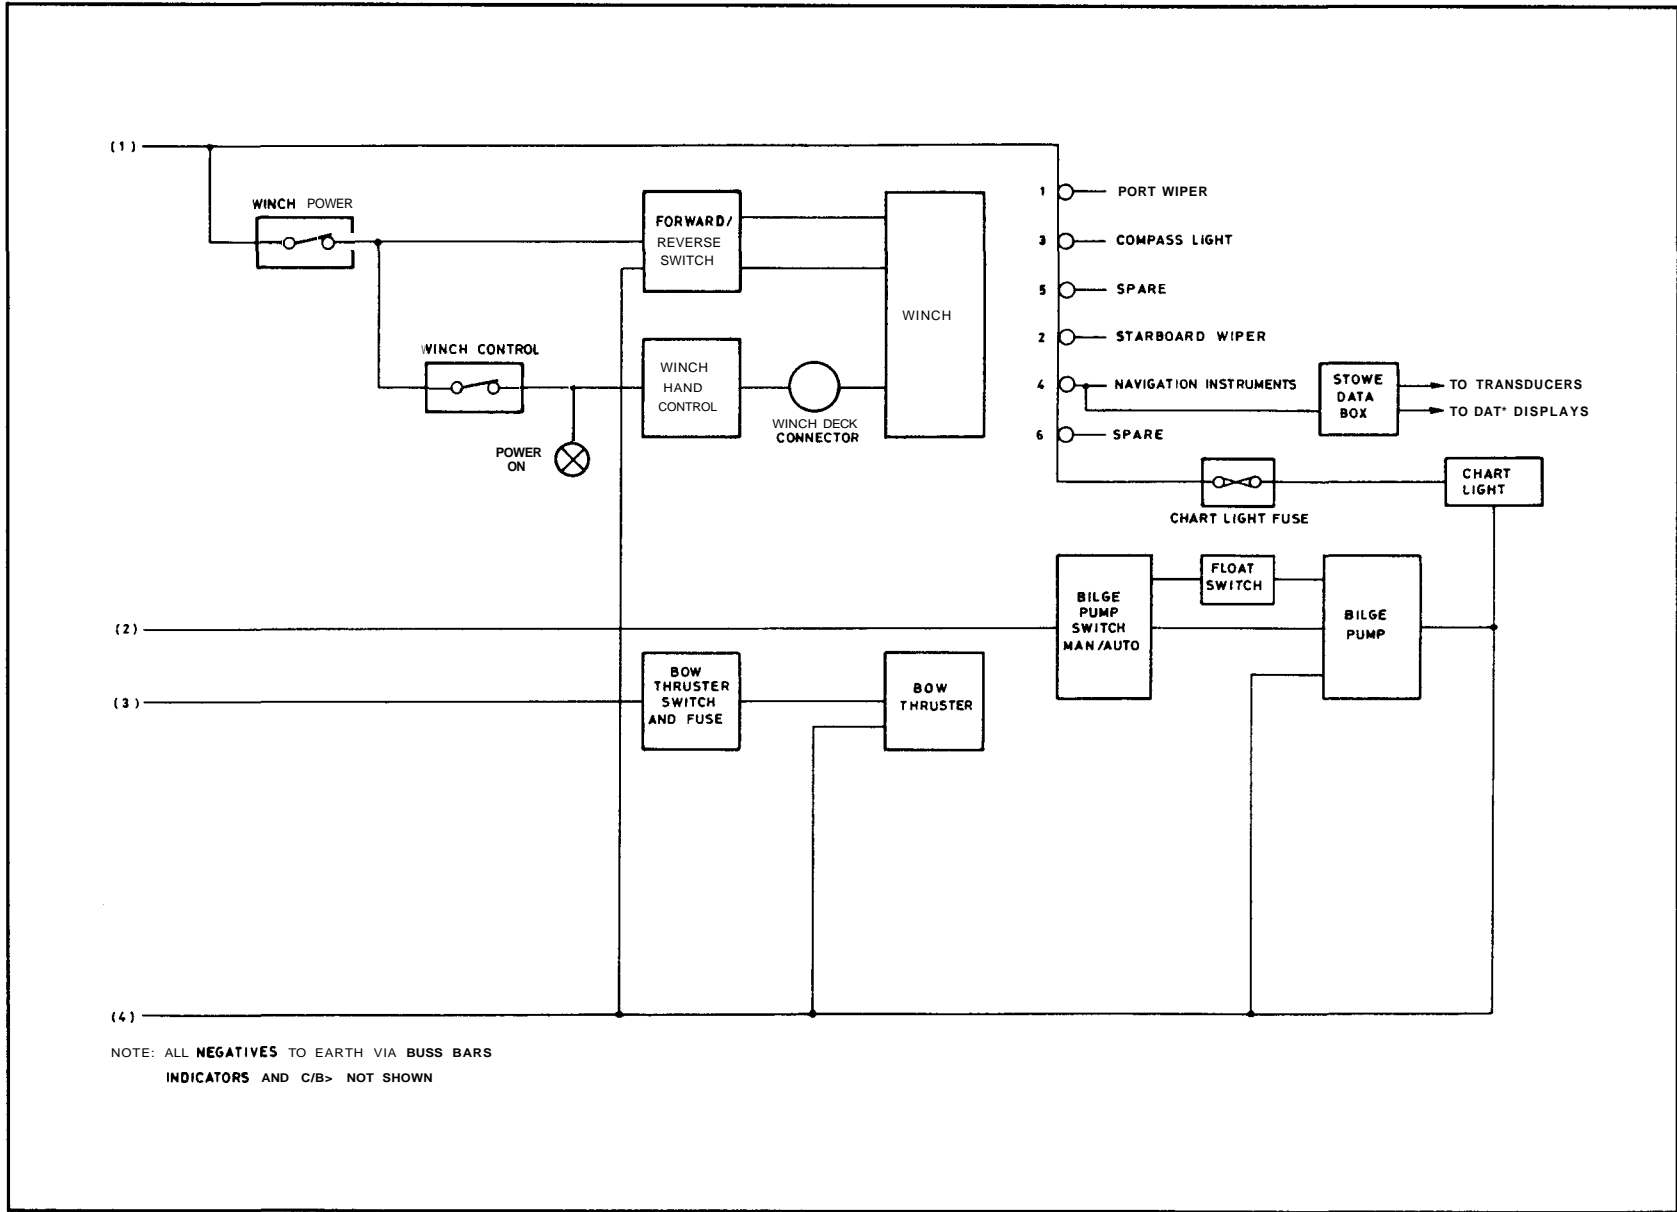 (1)
WINCH POWER
FORWARD/
REVERSE
SWITCH
WINCH
1 PORT WIPER
3 COMPASS LIGHT
5 SPARE
2 STARBOARD WIPER
4 NAVIGATION INSTRUMENTS
6 SPARE
STOWE
DATA
BOX
TO TRANSDUCERS
TO DAT* DISPLAYS
WINCH CONTROL
WINCH
HAND
CONTROL
WINCH DECK
CONNECTOR
POWER
ON
CHART LIGHT FUSE
CHART
LIGHT
(2)
BILGE
PUMP
SWITCH
MAN/AUTO
FLOAT
SWITCH
BILGE
PUMP
(3)
BOW
THRUSTER
SWITCH
AND FUSE
BOW
THRUSTER
(4)
NOTE: ALL NEGATIVES TO EARTH VIA BUSS BARS
INDICATORS AND C/B> NOT SHOWN